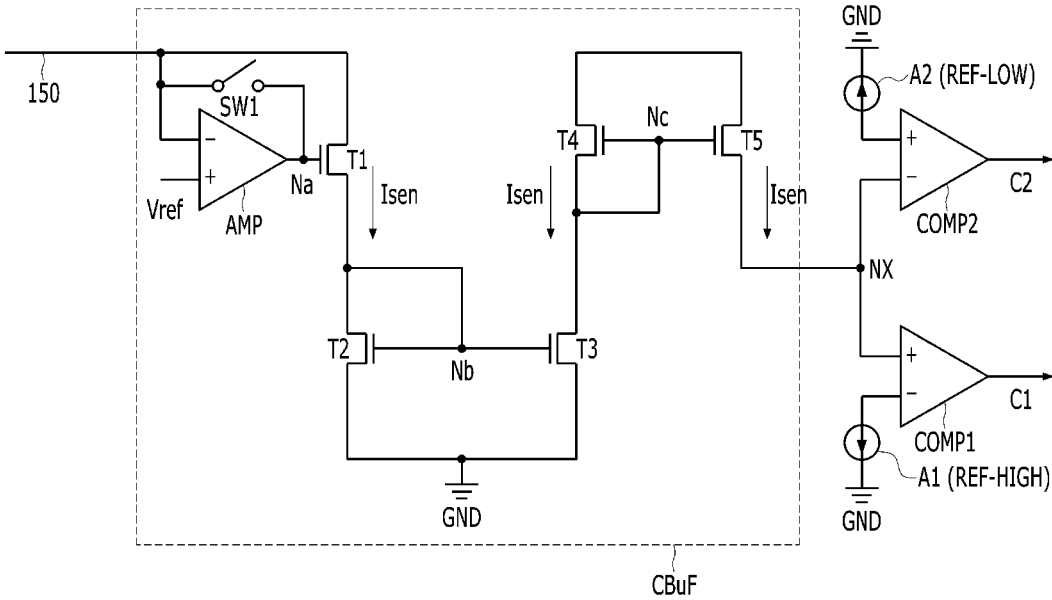 GND
A2 (REF-LOW)
150
SW1
Nc
T4
T5
−
+
Na
T1
Isen
Isen
Isen
Vref
AMP
+
−
C2
COMP2
NX
T2
T3
Nb
+
−
C1
COMP1
A1 (REF-HIGH)
GND
GND
CBuF